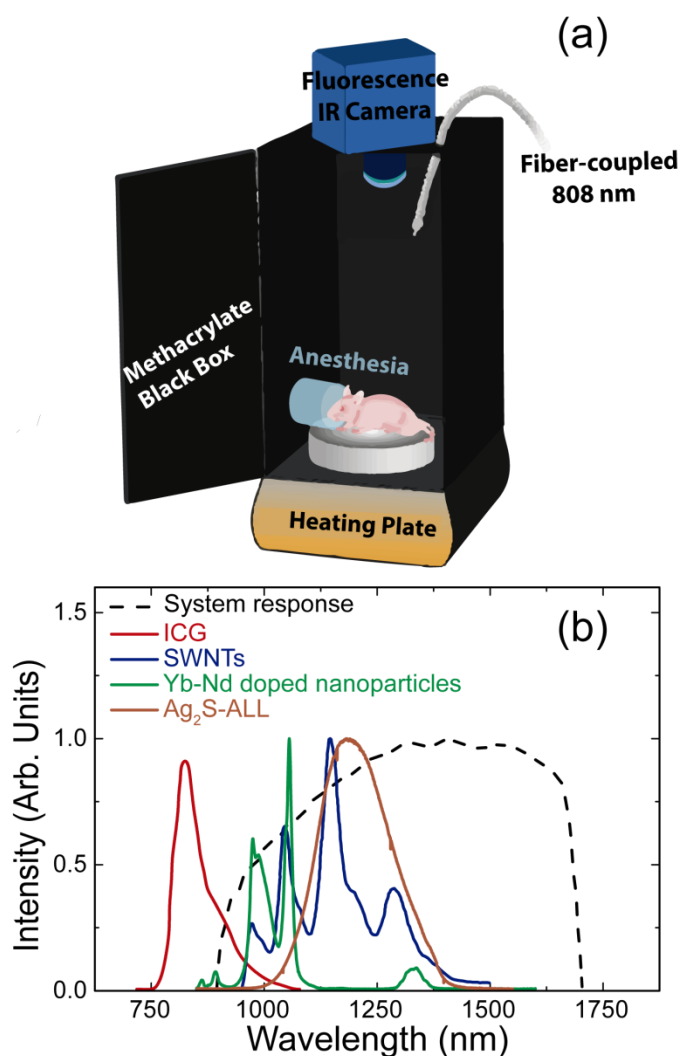 (a)
Fluorescence
IR Camera
Fiber-coupled
808 nm
Methacrylate
Black Box
Anesthesia
Heating Plate
(b)
System response
ICG
SWNTs
Yb-Nd doped nanoparticles
Ag₂S-ALL
1.5
1.0
0.5
0.0
Intensity (Arb. Units)
750 1000 1250 1500 1750
Wavelength (nm)